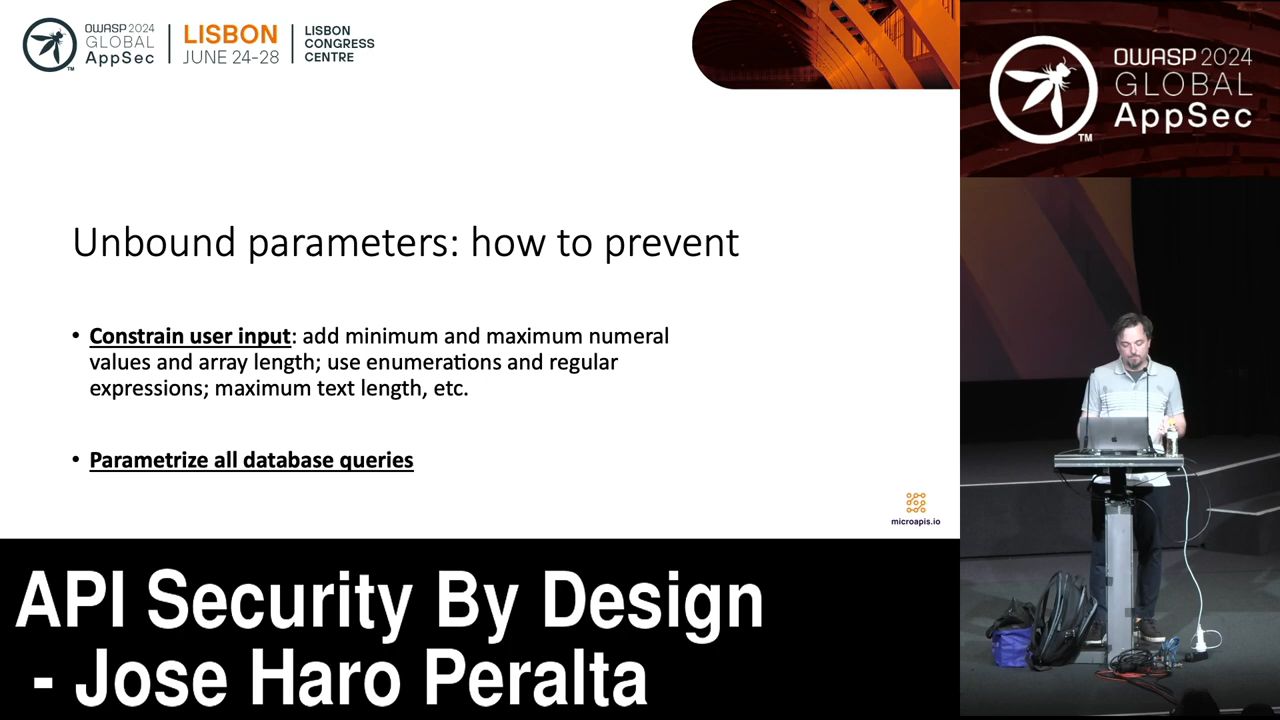 OWASP 2024
GLOBAL
AppSec
TM
LISBON
JUNE 24-28
LISBON
CONGRESS
CENTRE
OWASP 2024
GLOBAL
AppSec
TM
Unbound parameters: how to prevent
• Constrain user input: add minimum and maximum numeral
values and array length; use enumerations and regular
expressions; maximum text length, etc.
• Parametrize all database queries
microapis.io
API Security By Design
- Jose Haro Peralta